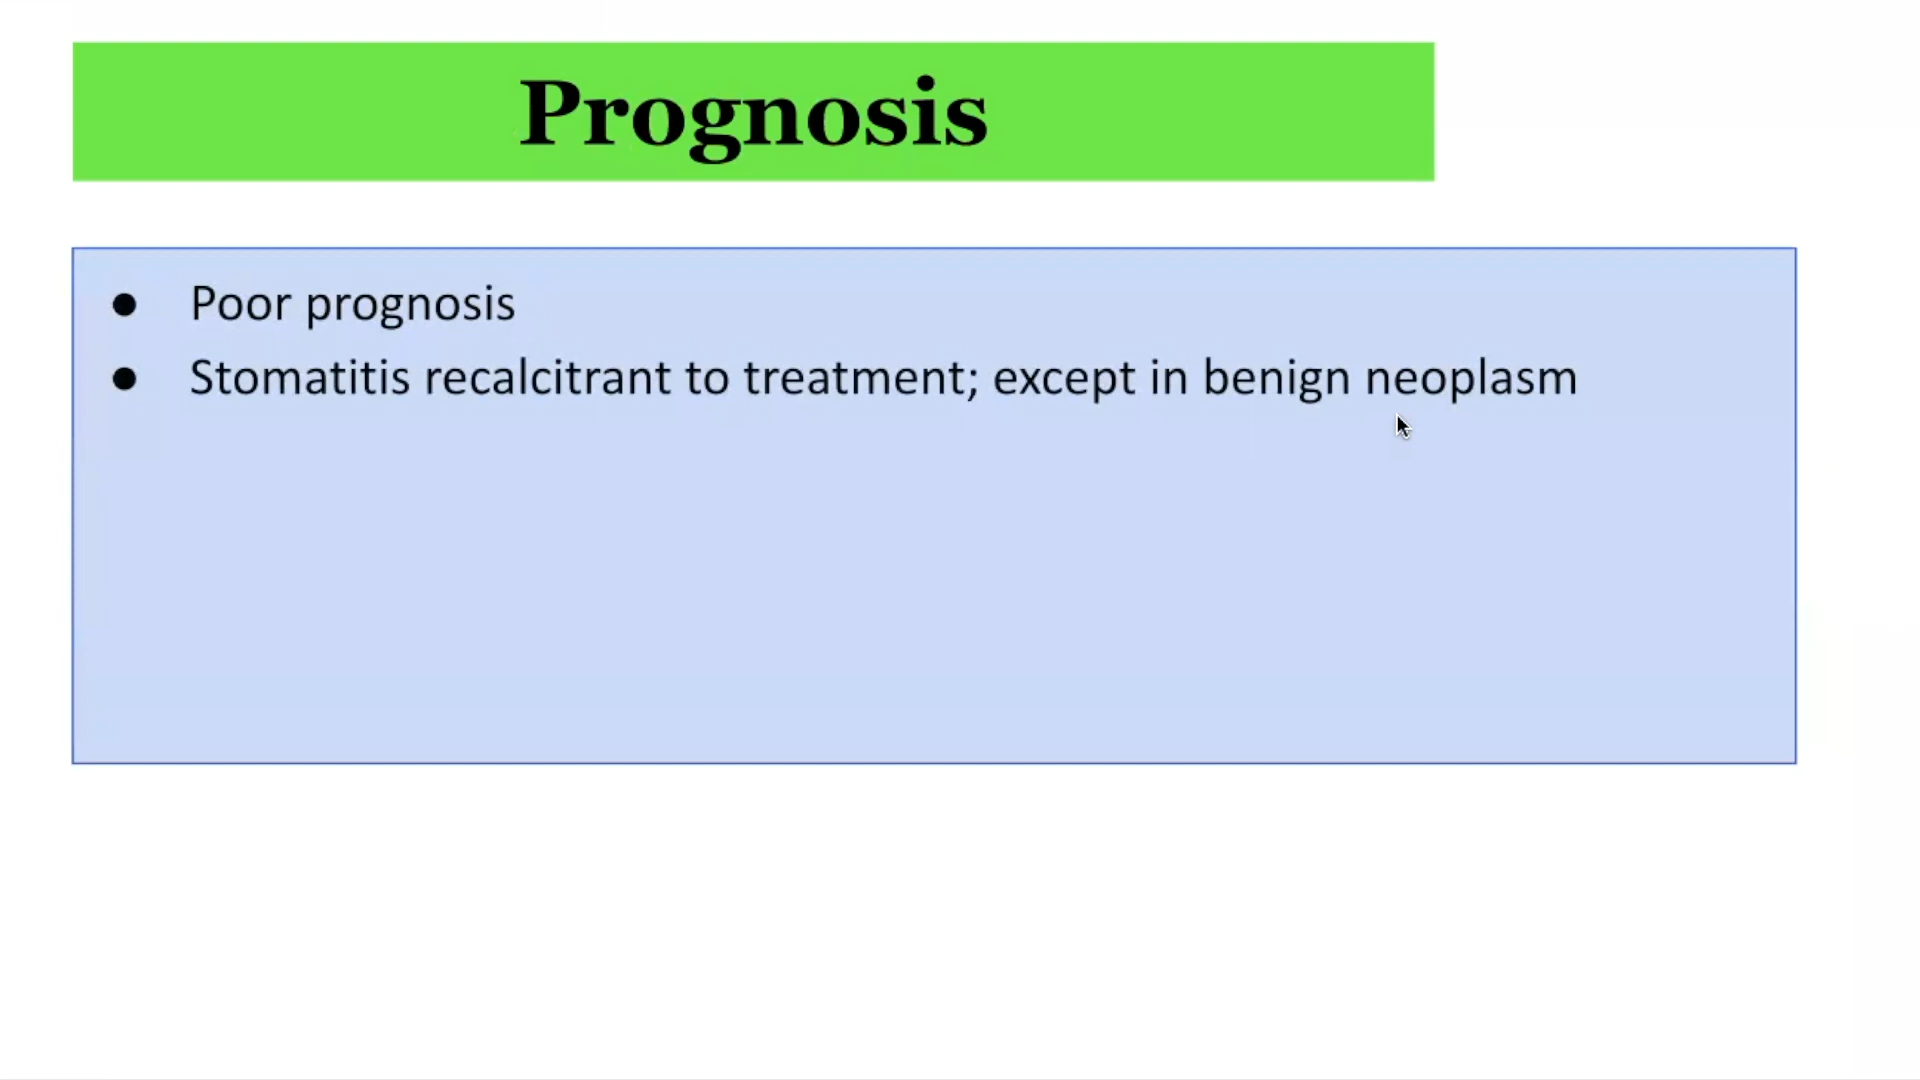 Prognosis
● Poor prognosis
● Stomatitis recalcitrant to treatment; except in benign neoplasm